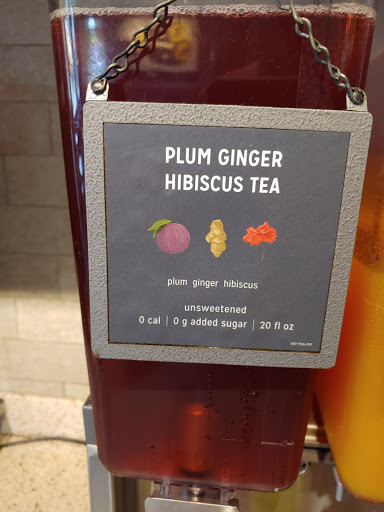 PLUM GINGER
HIBISCUS TEA
plum ginger hibiscus
unsweetened
0 cal | 0 g added sugar | 20 fl oz